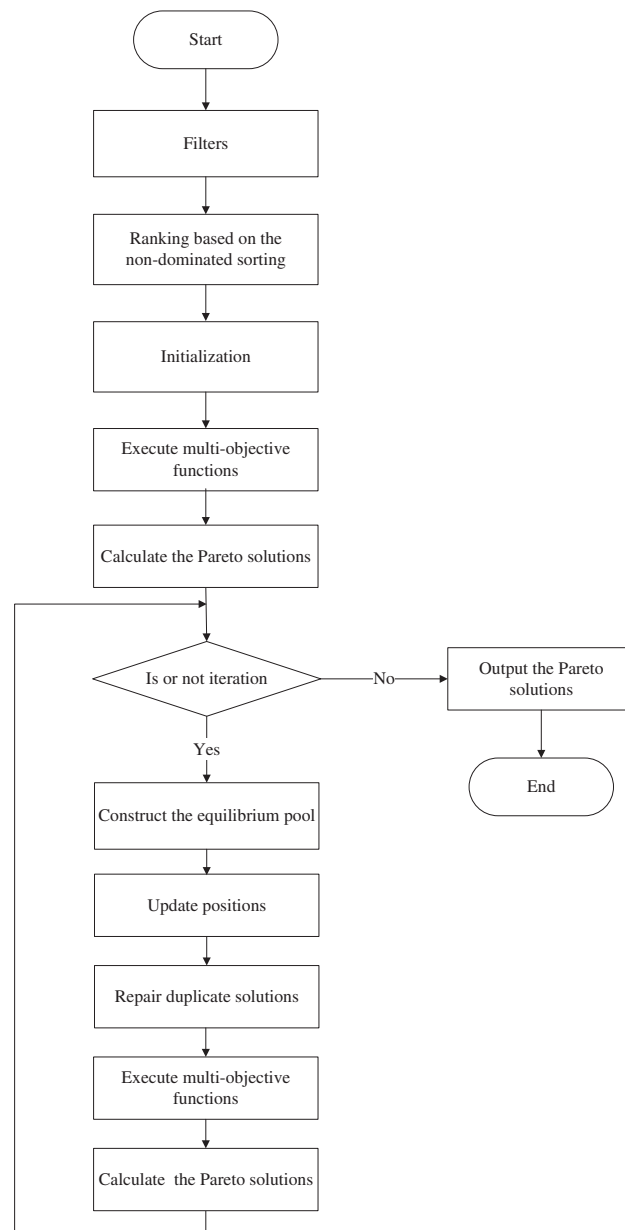 Start
Filters
Ranking based on the
non-dominated sorting
Initialization
Execute multi-objective
functions
Calculate the Pareto solutions
Is or not iteration
No
Output the Pareto
solutions
End
Yes
Construct the equilibrium pool
Update positions
Repair duplicate solutions
Execute multi-objective
functions
Calculate the Pareto solutions